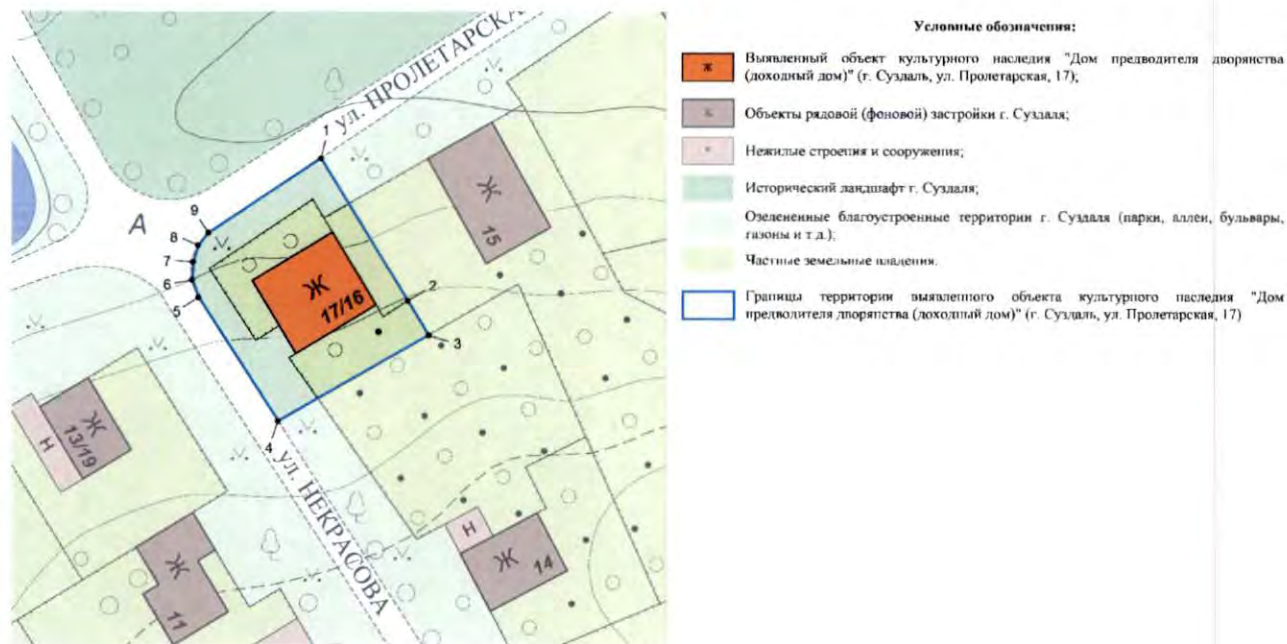 ул. ПРОЛЕТАРСКА
1
Ж
15
9
А
8
7
6
5
Ж
17/16
2
3
4
Ж
13/19
Н
ул. НЕКРАСОВА
Н
Ж 14
Ж
11
Условные обозначения:
Ж
Выявленный объект культурного наследия "Дом предводителя дворянства
(доходный дом)" (г. Суздаль, ул. Пролетарская, 17);
Объекты рядовой (фоновой) застройки г. Суздаля;
Нежилые строения и сооружения;
Исторический ландшафт г. Суздаля;
Озелененные благоустроенные территории г. Суздаля (парки, аллеи, бульвары,
газоны и т.д.);
Частные земельные владения.
Границы территории выявленного объекта культурного наследия "Дом
предводителя дворянства (доходный дом)" (г. Суздаль, ул. Пролетарская, 17)